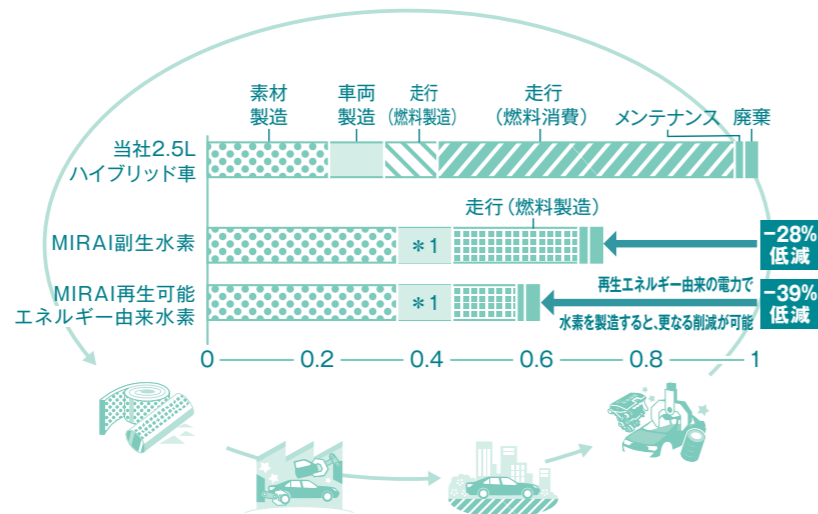 素材
製造
車両
製造
走行
(燃料製造)
走行
(燃料消費)
メンテナンス
廃棄
当社2.5L
ハイブリッド車
走行(燃料製造)
MIRAI副生水素
*1
-28%
低減
MIRAI再生可能
エネルギー由来水素
*1
再生エネルギー由来の電力で
水素を製造すると、更なる削減が可能
-39%
低減
0 0.2 0.4 0.6 0.8 1